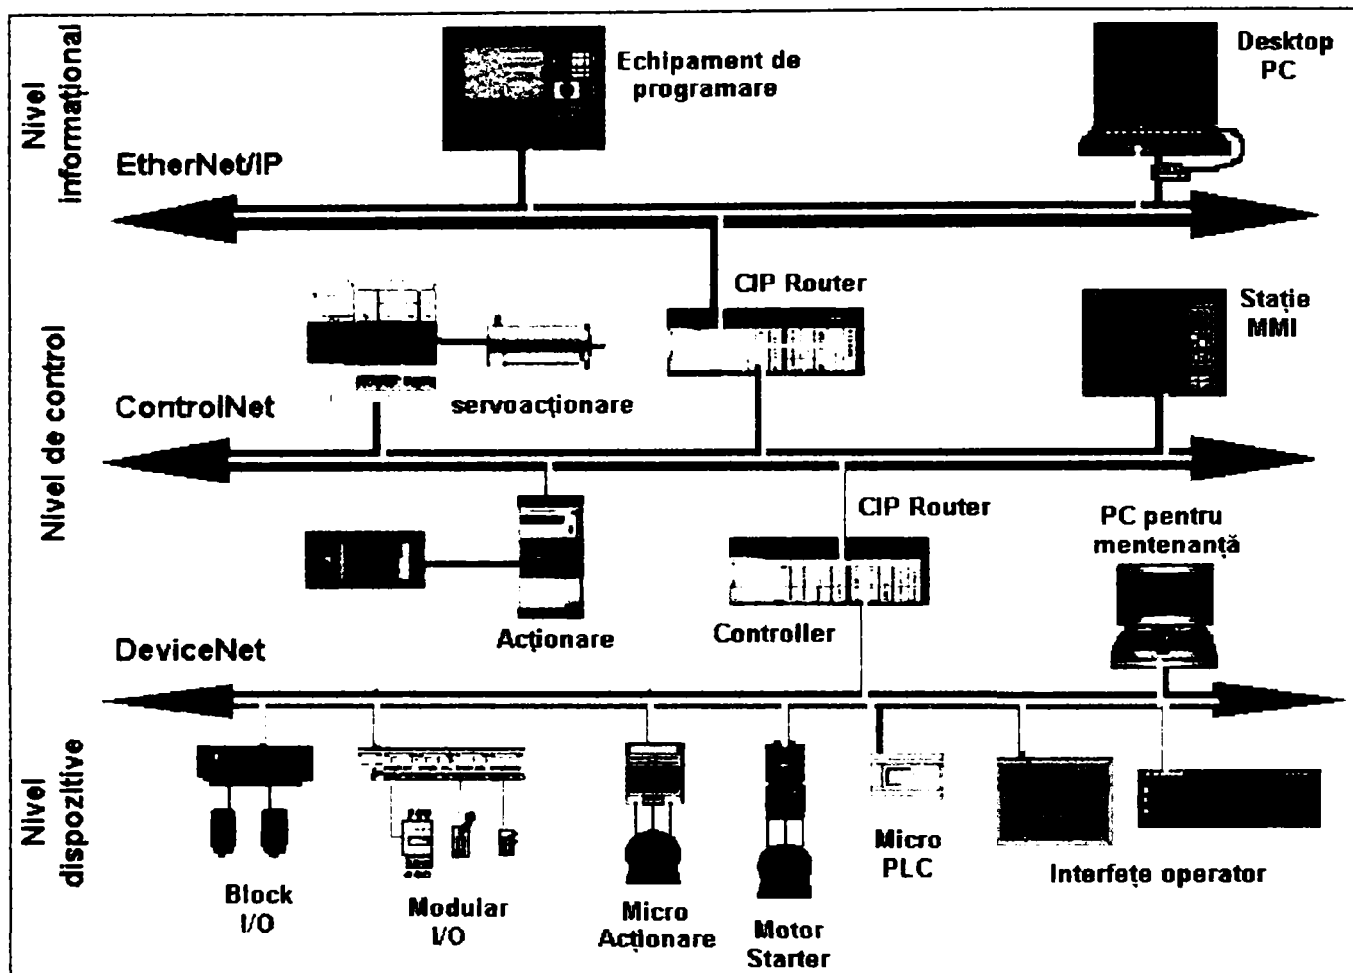 Nivel
informațional
Echipament de
programare
Desktop
PC
EtherNet/IP
CIP Router
Stație
MMI
servoacționare
Nivel de control
ControlNet
CIP Router
PC pentru
mentenanță
Acționare
Controller
DeviceNet
Nivel
dispozitive
Block
I/O
Modular
I/O
Micro
Acționare
Motor
Starter
Micro
PLC
Interfețe operator